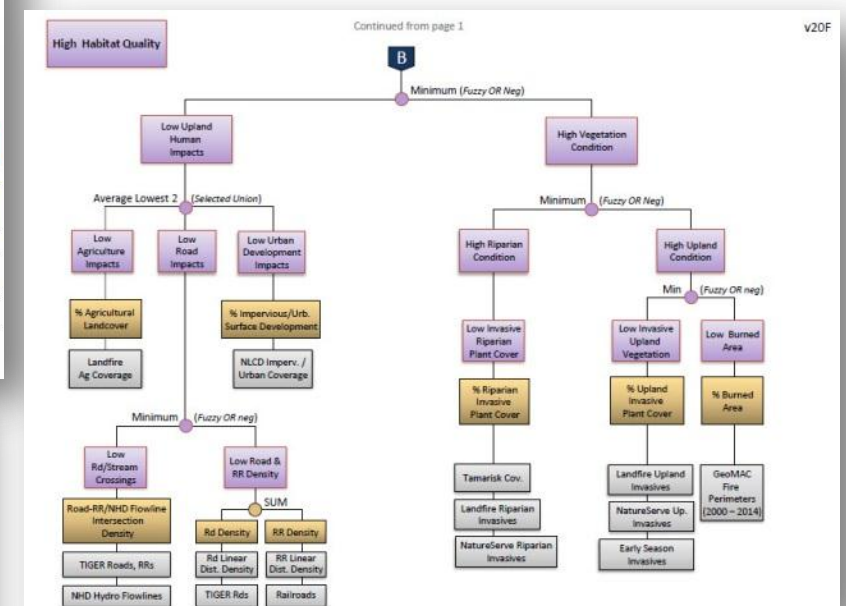 Continued from page 1
v20F
High Habitat Quality
B
Minimum (Fuzzy OR Neg)
Low Upland
Human
Impacts
High Vegetation
Condition
Average Lowest 2 (Selected Union)
Minimum (Fuzzy OR Neg)
Low
Agriculture
Impacts
Low
Road
Impacts
Low Urban
Development
Impacts
High Riparian
Condition
High Upland
Condition
Min (Fuzzy OR neg)
% Agricultural
Landcover
% Impervious/Urb.
Surface Development
Low Invasive
Riparian
Plant Cover
Low Invasive
Upland
Vegetation
Low Burned
Area
Landfire
Ag Coverage
NLCD Imperv. /
Urban Coverage
% Riparian
Invasive
Plant Cover
% Upland
Invasive
Plant Cover
% Burned
Area
Minimum (Fuzzy OR neg)
Low
Rd/Stream
Crossings
Low Road &
RR Density
SUM
Tamarisk Cov.
Landfire Riparian
Invasives
NatureServe Riparian
Invasives
Landfire Upland
Invasives
NatureServe Up.
Invasives
Early Season
Invasives
GeoMAC
Fire
Perimeters
(2000 – 2014)
Road-RR/NHD Flowline
Intersection
Density
Rd Density
RR Density
TIGER Roads, RRs
Rd Linear
Dist. Density
RR Linear
Dist. Density
NHD Hydro Flowlines
TIGER Rds
Railroads